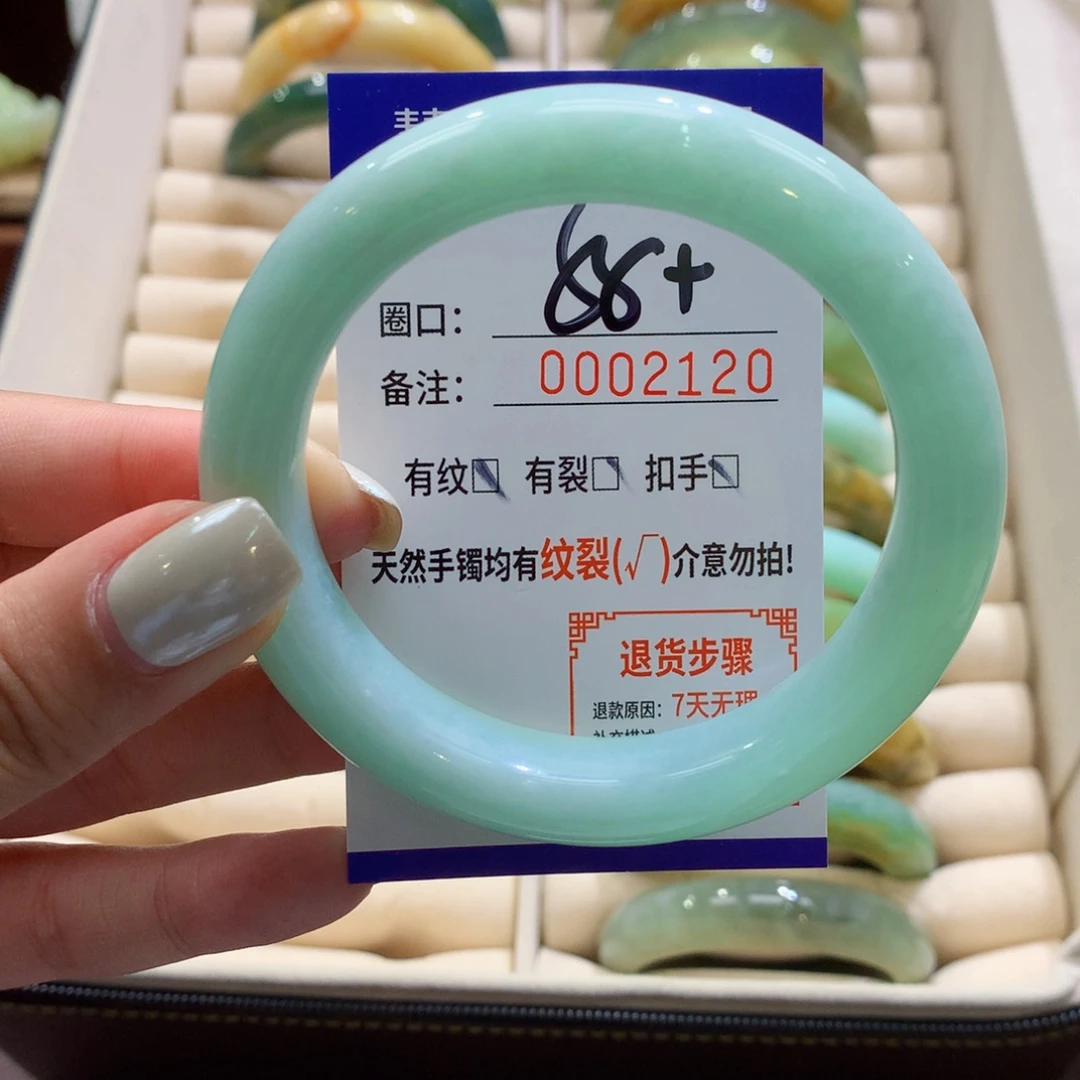 圈口： 68+
备注： 0002120
有纹 有裂 扣手
天然手镯均有纹裂(√)介意勿拍!
退货步骤
退款原因：7天无理